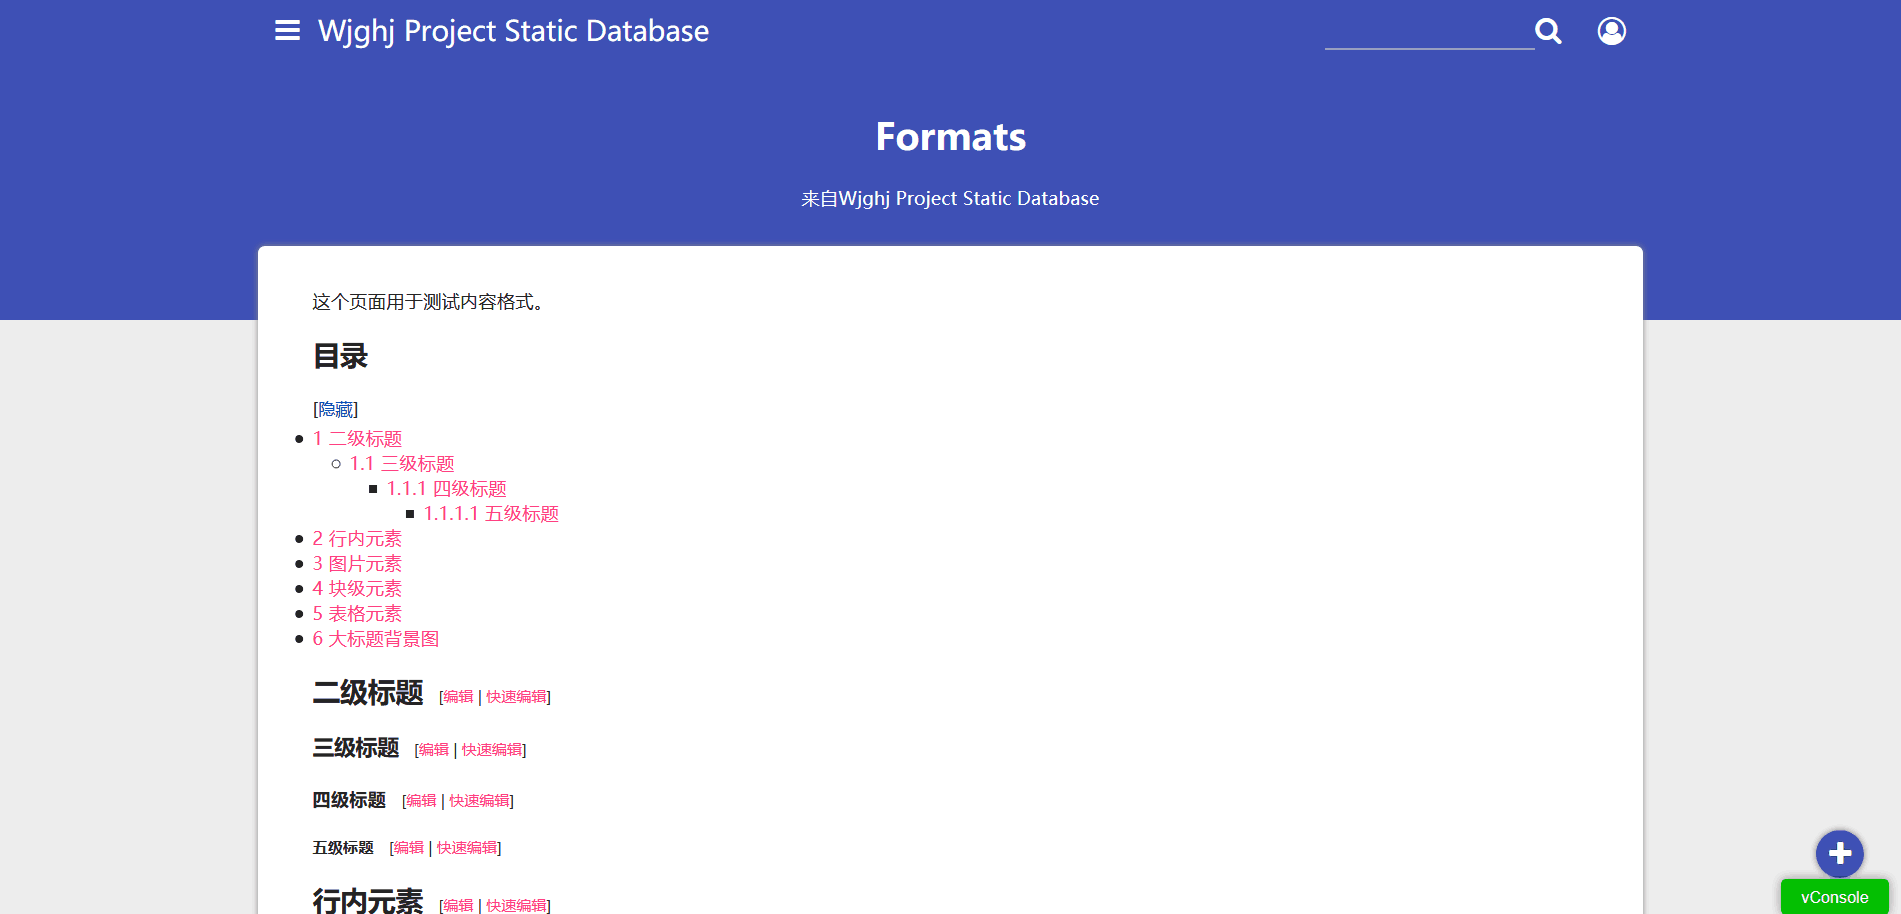 Wjghj Project Static Database
Formats
来自Wjghj Project Static Database
这个页面用于测试内容格式。
目录
[隐藏]
1 二级标题
1.1 三级标题
1.1.1 四级标题
1.1.1.1 五级标题
2 行内元素
3 图片元素
4 块级元素
5 表格元素
6 大标题背景图
二级标题 [编辑 | 快速编辑]
三级标题 [编辑 | 快速编辑]
四级标题 [编辑 | 快速编辑]
五级标题 [编辑 | 快速编辑]
行内元素 [编辑 | 快速编辑]
vConsole